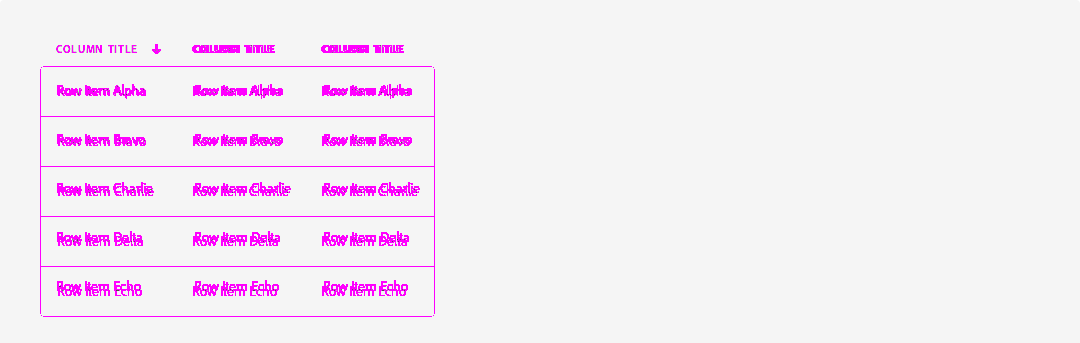 COLUMN TITLE COLUMN TITLE COLUMN TITLE
Row Item Alpha Row Item Alpha Row Item Alpha
Row Item Bravo Row Item Bravo Row Item Bravo
Row Item Charlie Row Item Charlie Row Item Charlie
Row Item Delta Row Item Delta Row Item Delta
Row Item Echo Row Item Echo Row Item Echo